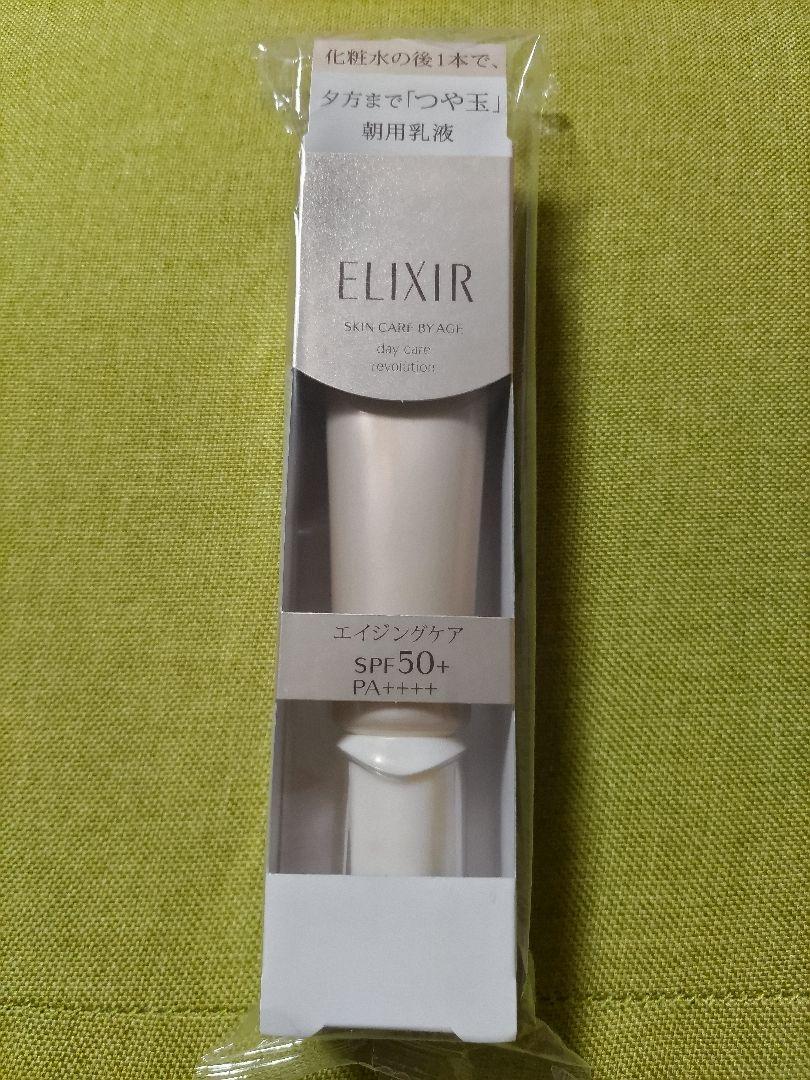 化粧水の後1本で、
夕方まで「つや玉」
朝用乳液
ELIXIR
SKIN CARE BY AGE
day care
revolution
エイジングケア
SPF50+
PA++++